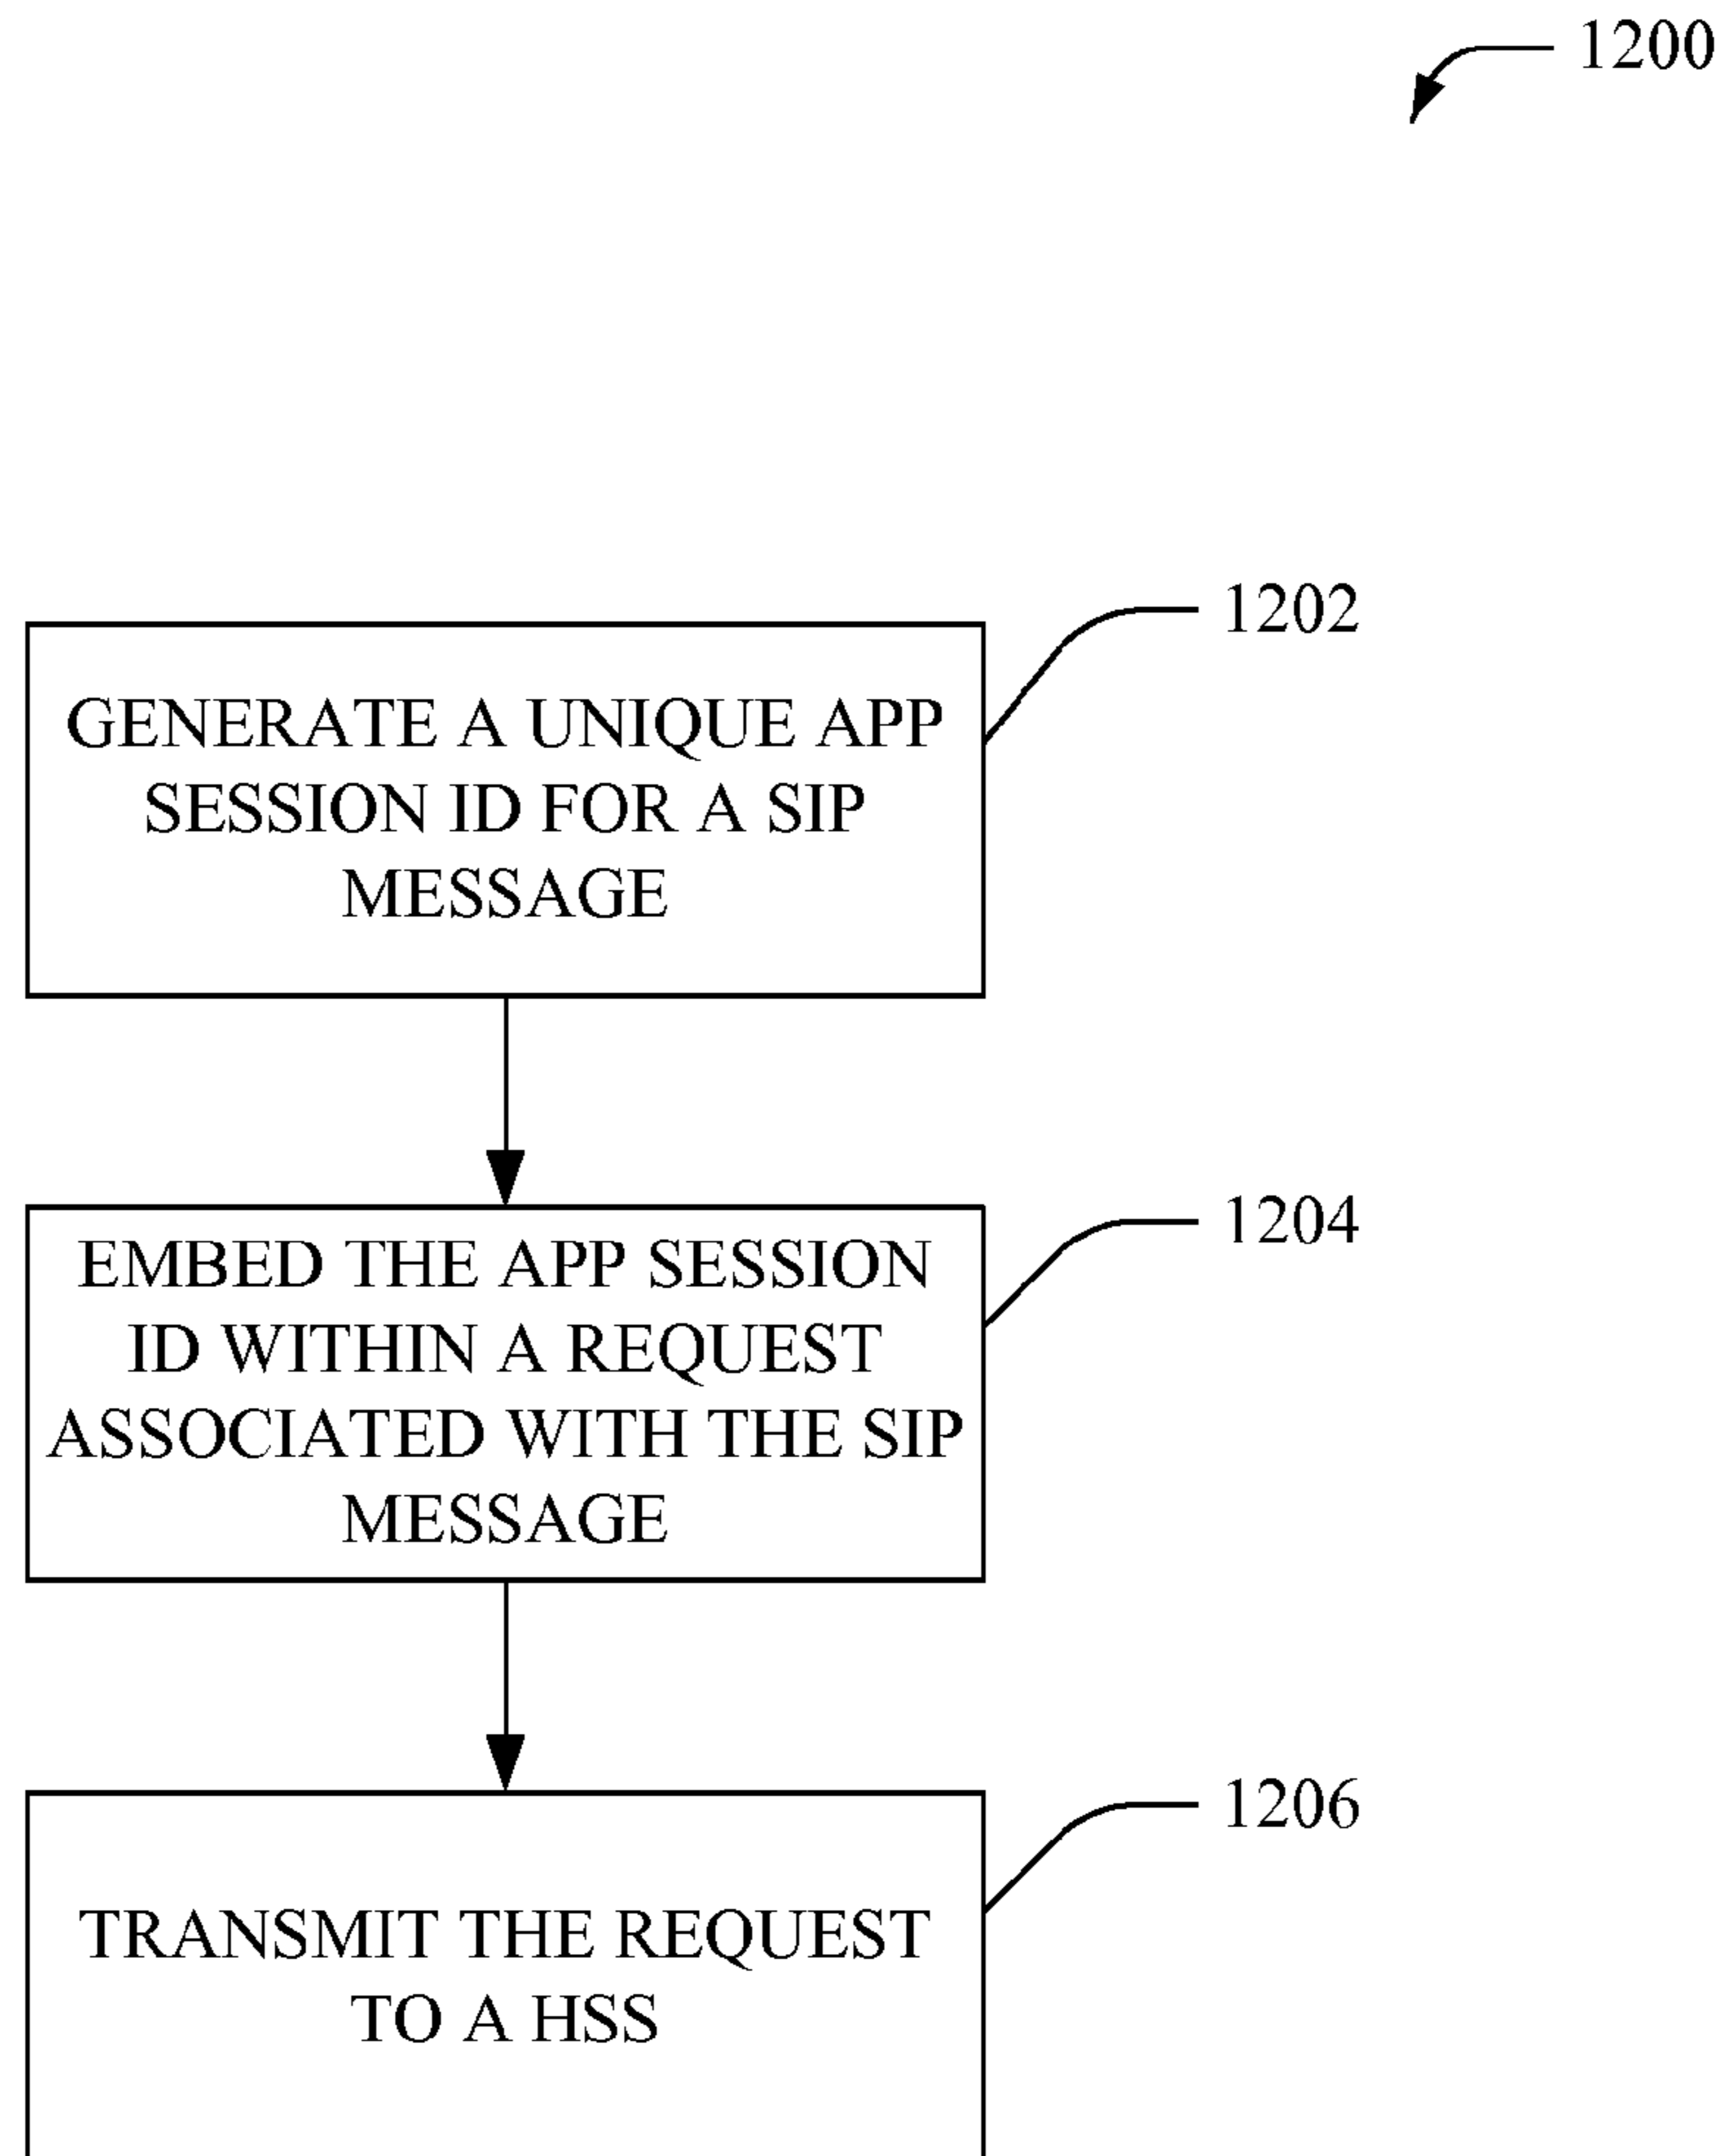 1200
1202
GENERATE A UNIQUE APP
SESSION ID FOR A SIP
MESSAGE
1204
EMBED THE APP SESSION
ID WITHIN A REQUEST
ASSOCIATED WITH THE SIP
MESSAGE
1206
TRANSMIT THE REQUEST
TO A HSS